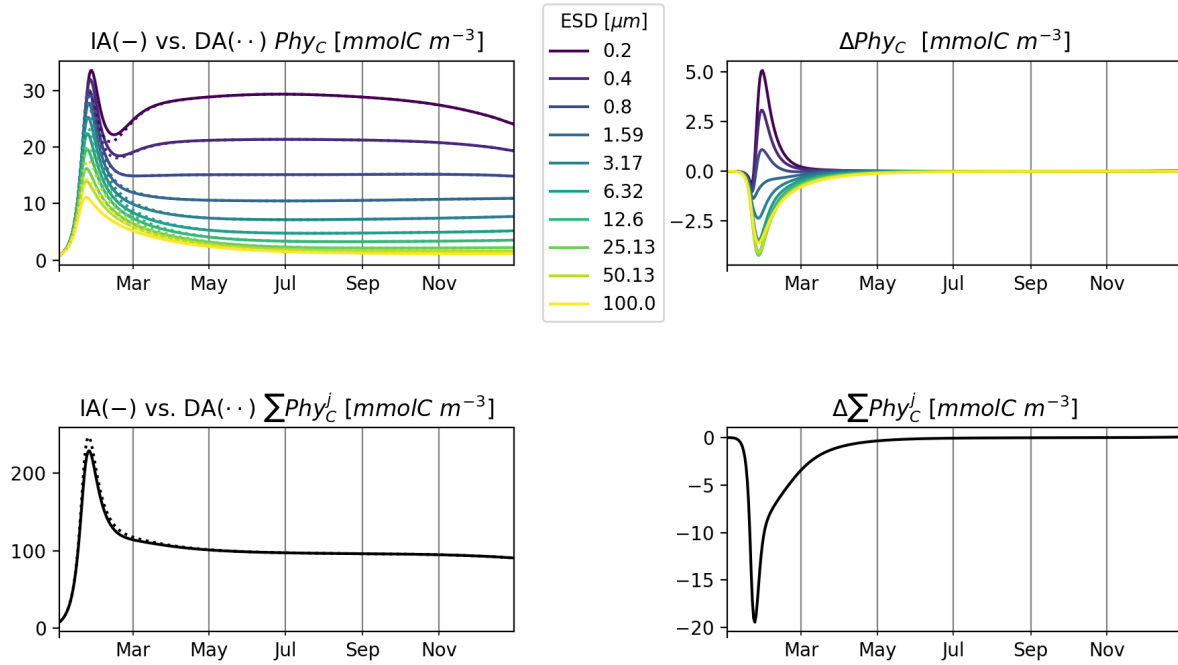 IA(−) vs. DA(··) Phy_C [mmolC m^{−3}]
30
20
10
0
Mar
May
Jul
Sep
Nov
ESD [μm]
0.2
0.4
0.8
1.59
3.17
6.32
12.6
25.13
50.13
100.0
ΔPhy_C [mmolC m^{−3}]
5.0
2.5
0.0
−2.5
Mar
May
Jul
Sep
Nov
IA(−) vs. DA(··) ∑Phy_C^j [mmolC m^{−3}]
200
100
0
Mar
May
Jul
Sep
Nov
Δ∑Phy_C^j [mmolC m^{−3}]
0
−5
−10
−15
−20
Mar
May
Jul
Sep
Nov